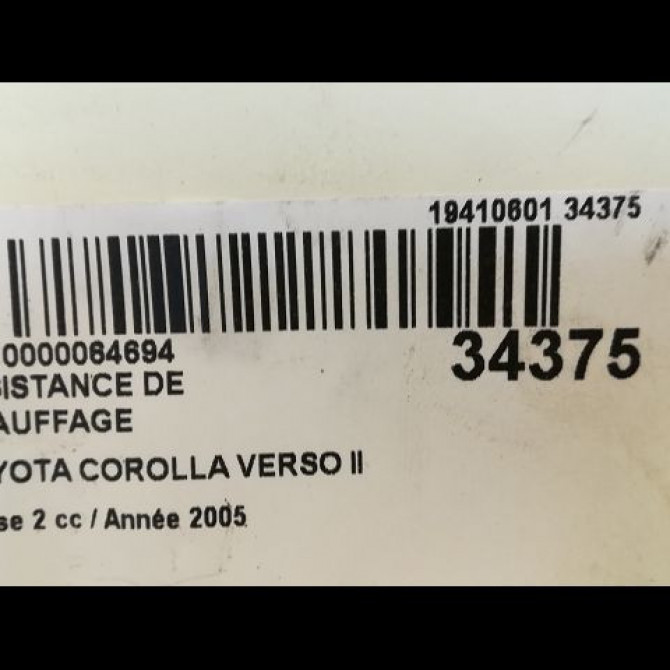 19410601 34375
0000064694
34375
SISTANCE DE
AUFFAGE
YOTA COROLLA VERSO II
se 2 cc / Année 2005